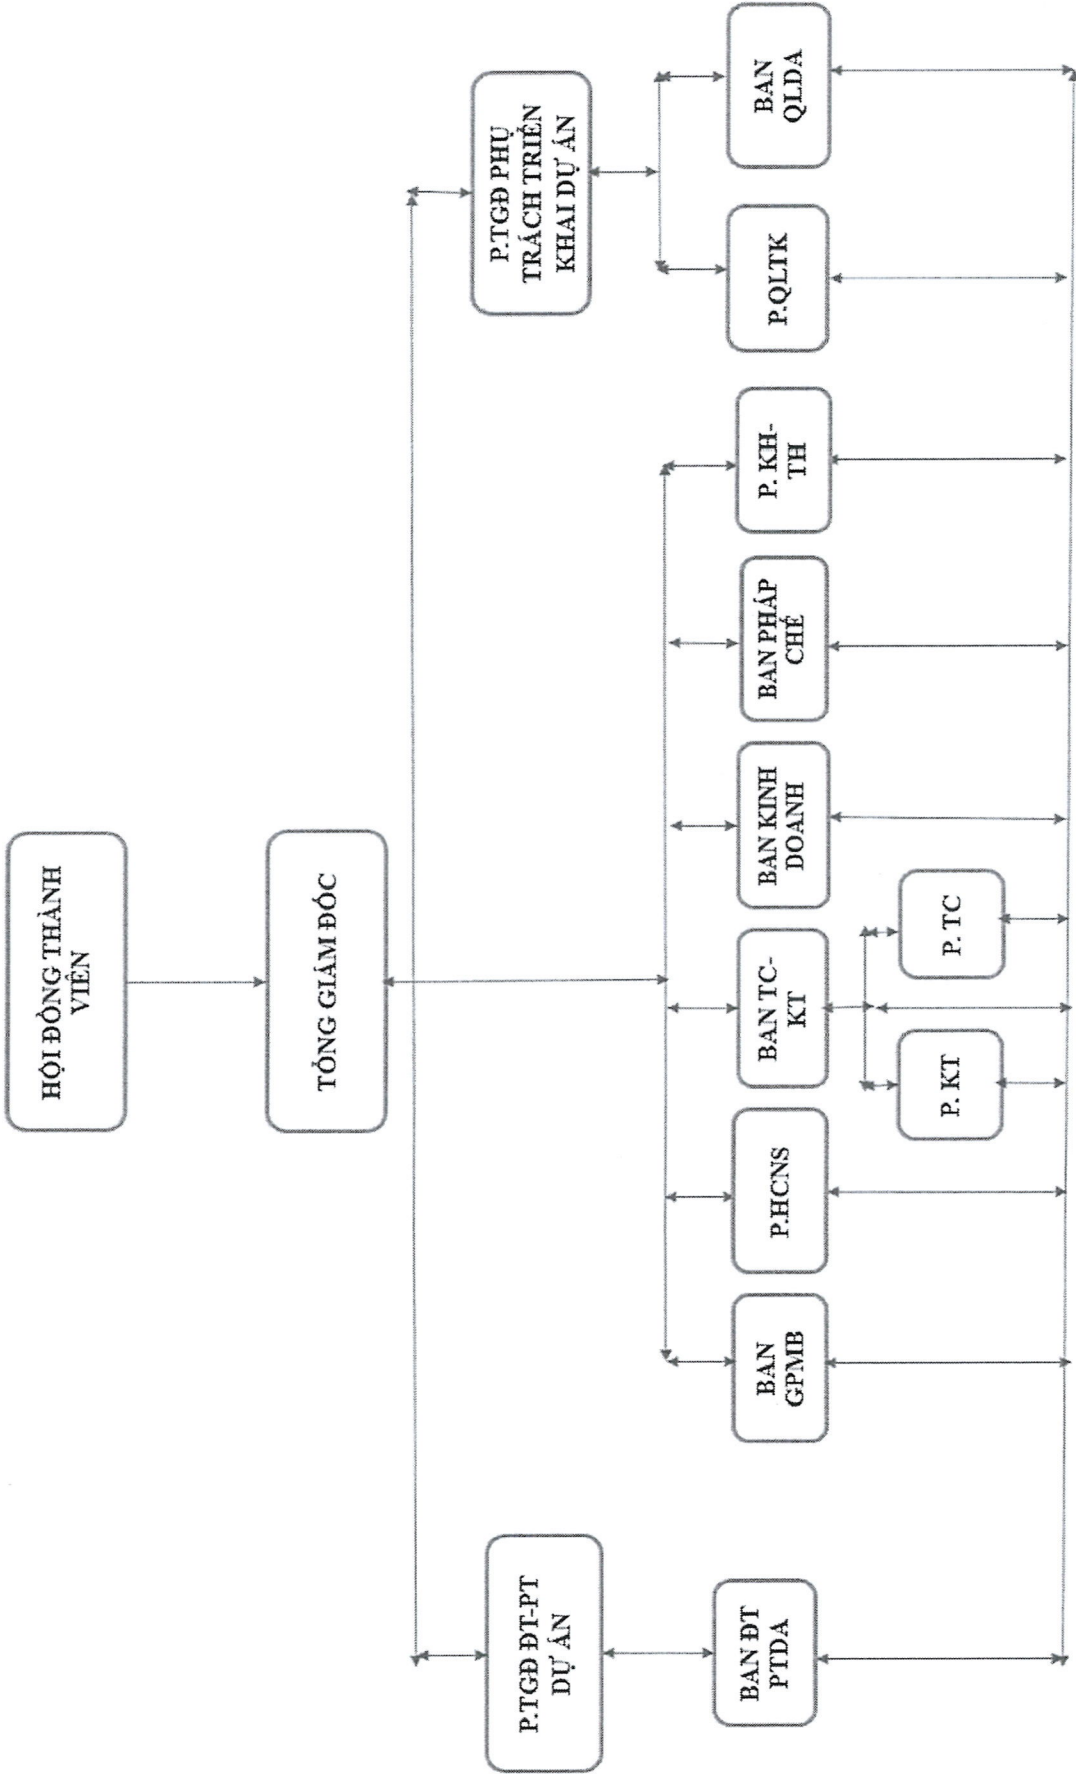 HỘI ĐỒNG THÀNH
VIÊN
TỔNG GIÁM ĐỐC
P.TGĐ ĐT-PT
DỰ ÁN
P.TGĐ PHỤ
TRÁCH TRIỂN
KHAI DỰ ÁN
BAN ĐT
PTDA
BAN
GPMB
P.HCNS
BAN TC-
KT
BAN KINH
DOANH
BAN PHÁP
CHẾ
P. KH-
TH
P.QLTK
BAN
QLDA
P. KT
P. TC